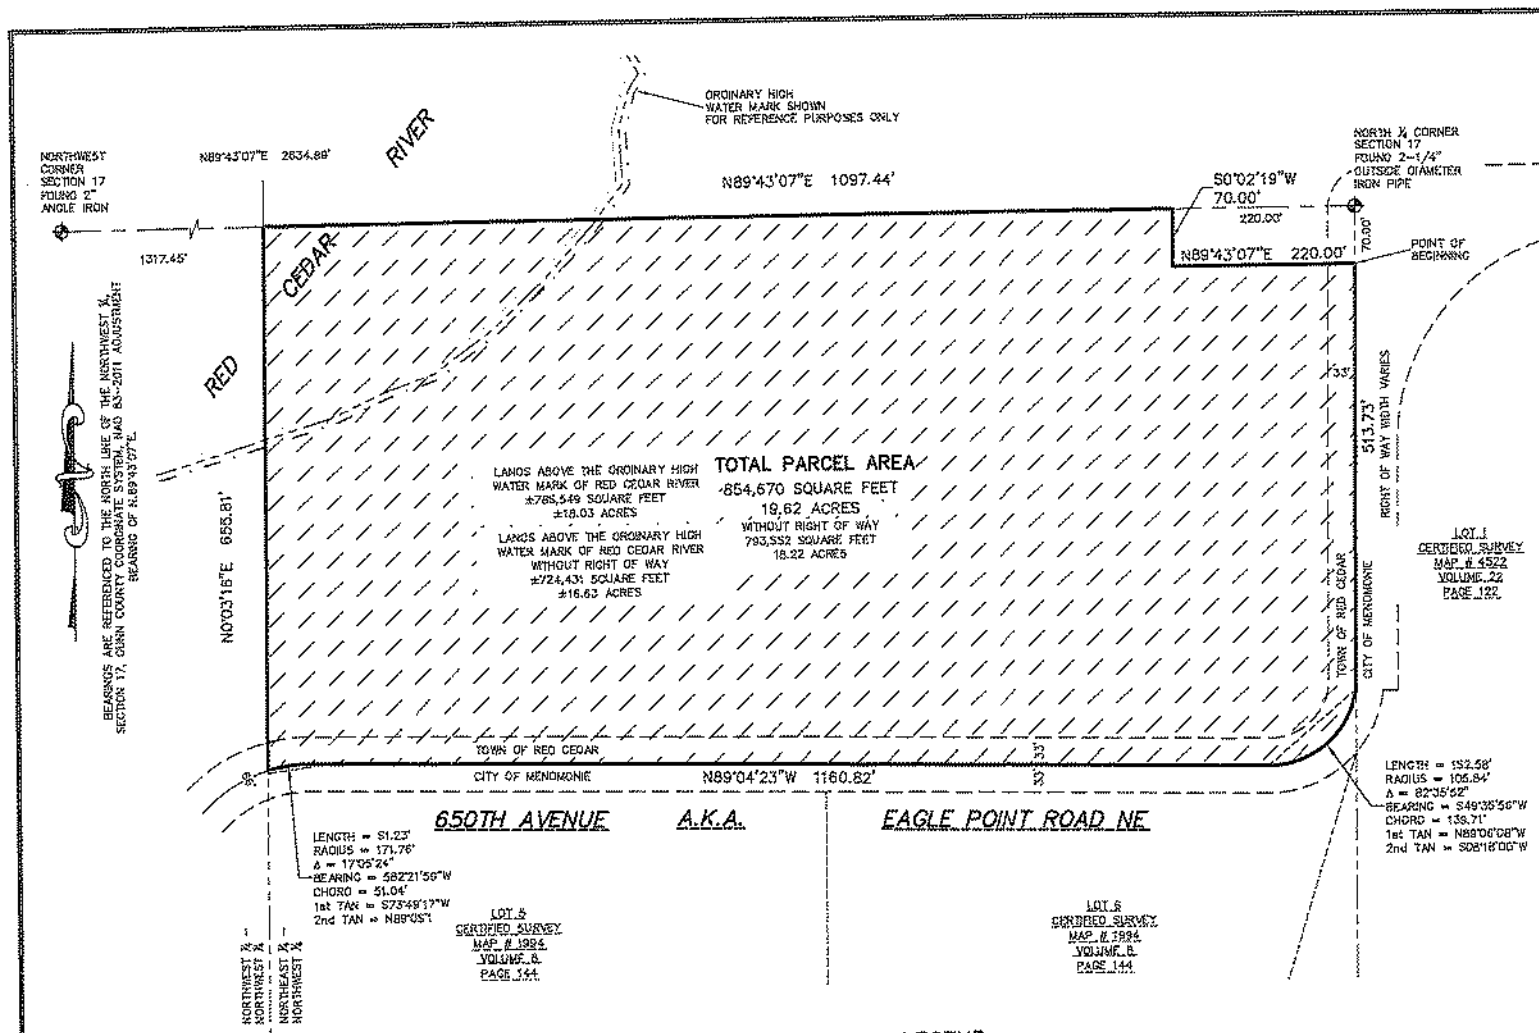 ORDINARY HIGH
WATER MARK SHOWN
FOR REFERENCE PURPOSES ONLY
NORTHWEST
CORNER
SECTION 17
FOUND 2"
ANGLE IRON
N89°43'07"E 2634.89'
RIVER
CEDAR
RED
N89°43'07"E 1097.44'
S0°02'19"W
70.00'
220.00'
NORTH ¼ CORNER
SECTION 17
FOUND 2-1/4"
OUTSIDE DIAMETER
IRON PIPE
70.00'
N89°43'07"E 220.00'
POINT OF
BEGINNING
1317.45'
BEARINGS ARE REFERENCED TO THE NORTH LINE OF THE NORTHWEST ¼,
SECTION 17, DUNN COUNTY COORDINATE SYSTEM, NAD 83-2011 ADJUSTMENT
BEARING OF N.89°43'07"E.
N0°03'16"E 655.81'
LANDS ABOVE THE ORDINARY HIGH
WATER MARK OF RED CEDAR RIVER
±785,549 SQUARE FEET
±18.03 ACRES
LANDS ABOVE THE ORDINARY HIGH
WATER MARK OF RED CEDAR RIVER
WITHOUT RIGHT OF WAY
±724,431 SQUARE FEET
±16.63 ACRES
TOTAL PARCEL AREA
854,670 SQUARE FEET
19.62 ACRES
WITHOUT RIGHT OF WAY
793,552 SQUARE FEET
18.22 ACRES
33'
513.73'
RIGHT OF WAY WIDTH VARIES
TOWN OF RED CEDAR
CITY OF MENOMONIE
LOT 1
CERTIFIED SURVEY
MAP # 4522
VOLUME 22
PAGE 122
TOWN OF RED CEDAR
CITY OF MENOMONIE
N89°04'23"W 1160.82'
33'
33'
66'
650TH AVENUE A.K.A. EAGLE POINT ROAD NE
LENGTH = 51.23'
RADIUS = 171.76'
Δ = 17°05'24"
BEARING = S82°21'59"W
CHORD = 51.04'
1st TAN = S73°49'17"W
2nd TAN = N89°05'1
LENGTH = 152.58'
RADIUS = 105.84'
Δ = 82°35'52"
BEARING = S49°35'56"W
CHORD = 139.71'
1st TAN = N89°06'08"W
2nd TAN = S08°18'00"W
LOT 5
CERTIFIED SURVEY
MAP # 1994
VOLUME 8
PAGE 144
LOT 6
CERTIFIED SURVEY
MAP # 1994
VOLUME 8
PAGE 144
NORTHWEST ¼
NORTHWEST ¼
NORTHEAST ¼
NORTHWEST ¼